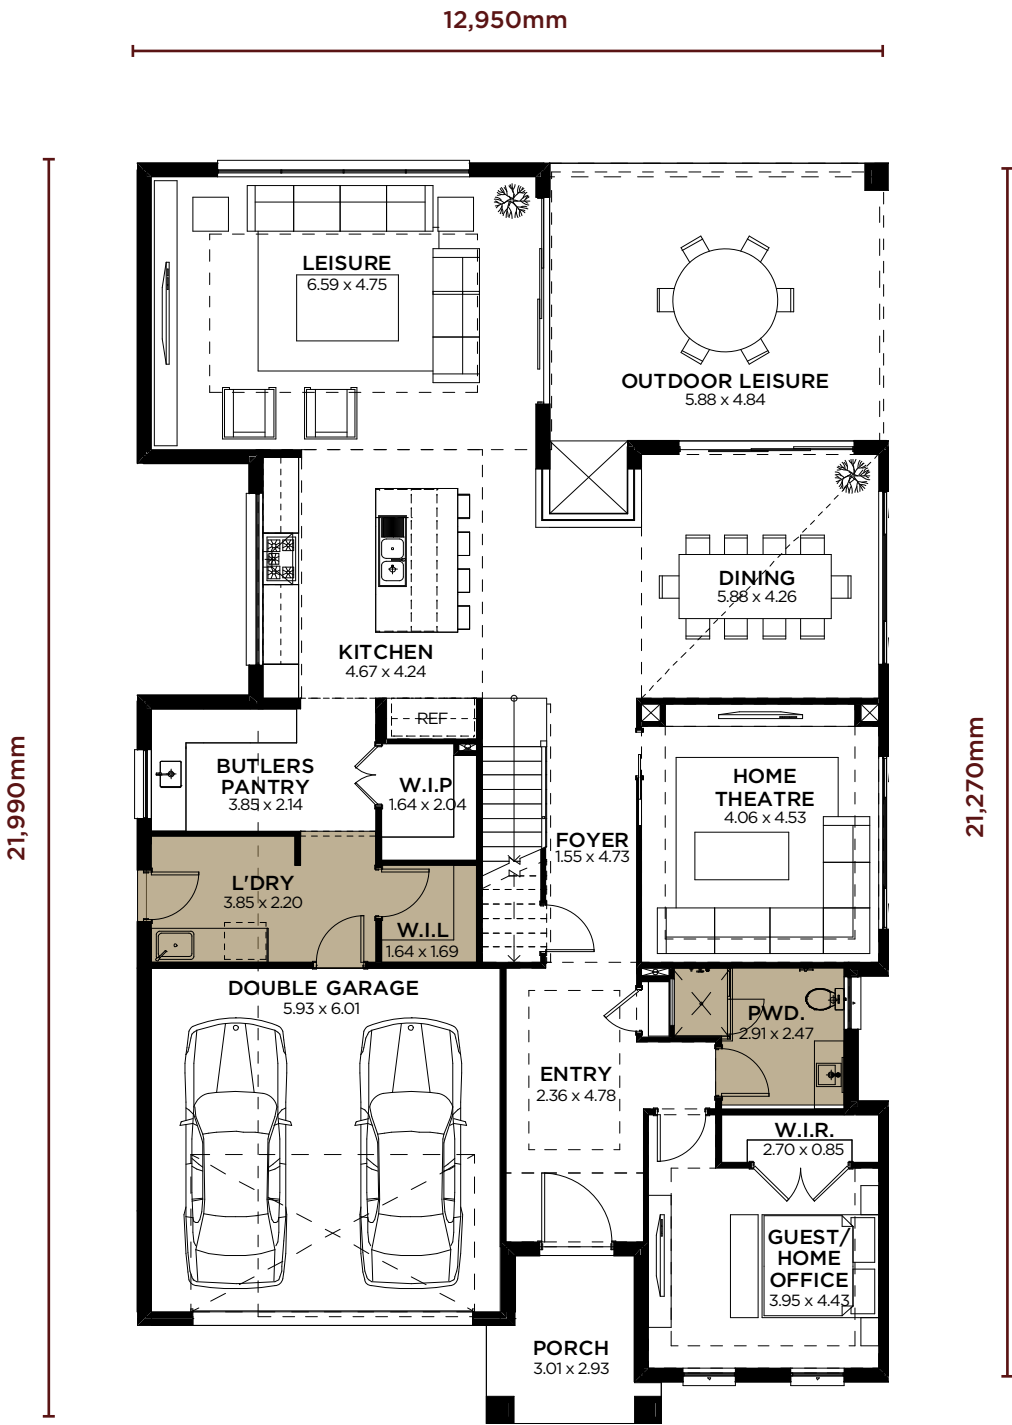 12,950mm
21,990mm
21,270mm
LEISURE
6.59 x 4.75
OUTDOOR LEISURE
5.88 x 4.84
DINING
5.88 x 4.26
KITCHEN
4.67 x 4.24
REF
BUTLERS
PANTRY
3.85 x 2.14
W.I.P
1.64 x 2.04
HOME
THEATRE
4.06 x 4.53
FOYER
1.55 x 4.73
L'DRY
3.85 x 2.20
W.I.L
1.64 x 1.69
DOUBLE GARAGE
5.93 x 6.01
PWD.
2.91 x 2.47
ENTRY
2.36 x 4.78
W.I.R.
2.70 x 0.85
GUEST/
HOME
OFFICE
3.95 x 4.43
PORCH
3.01 x 2.93